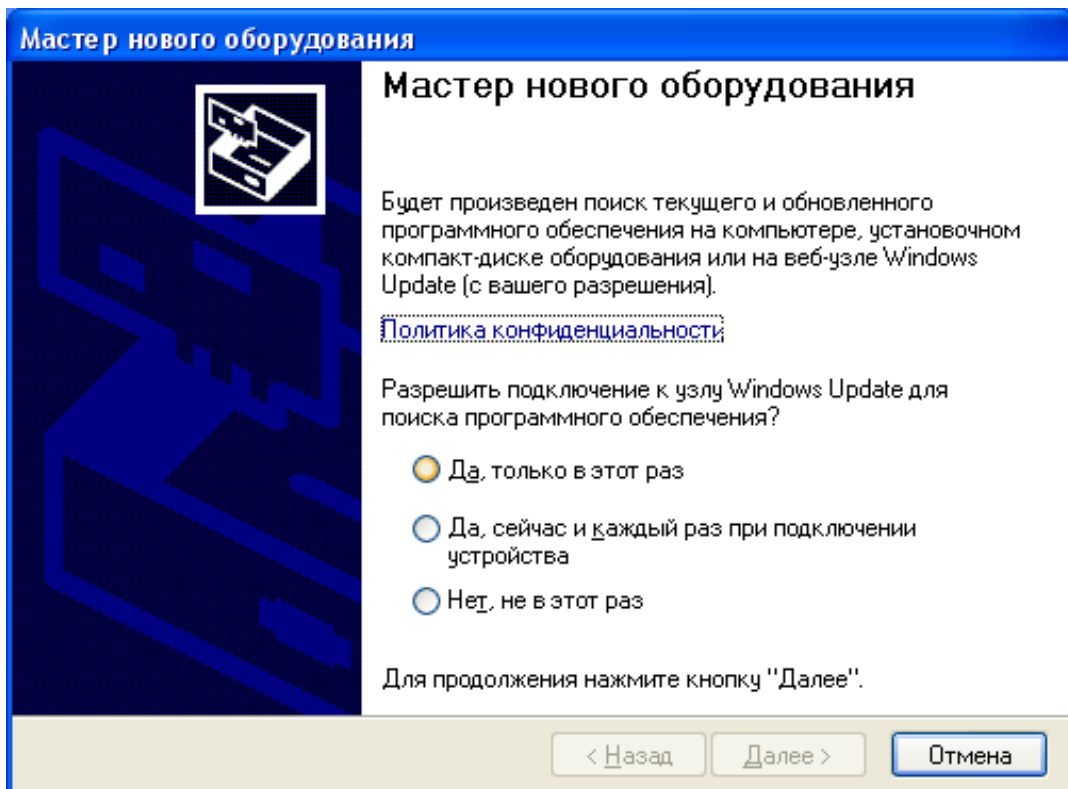 Мастер нового оборудования
Мастер нового оборудования
Будет произведен поиск текущего и обновленного
программного обеспечения на компьютере, установочном
компакт-диске оборудования или на веб-узле Windows
Update (с вашего разрешения).
Политика конфиденциальности
Разрешить подключение к узлу Windows Update для
поиска программного обеспечения?
Да, только в этот раз
Да, сейчас и каждый раз при подключении
устройства
Нет, не в этот раз
Для продолжения нажмите кнопку "Далее".
< Назад
Далее >
Отмена